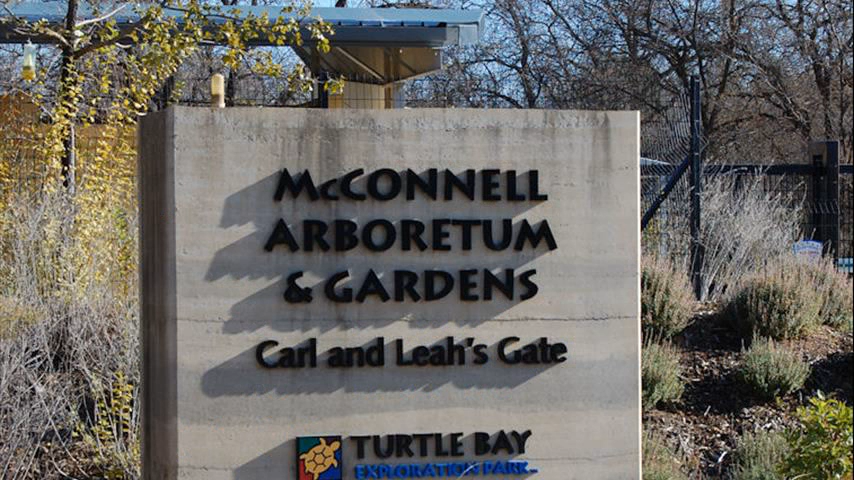 McCONNELL
ARBORETUM
& GARDENS
Carl and Leah's Gate
TURTLE BAY
EXPLORATION PARK